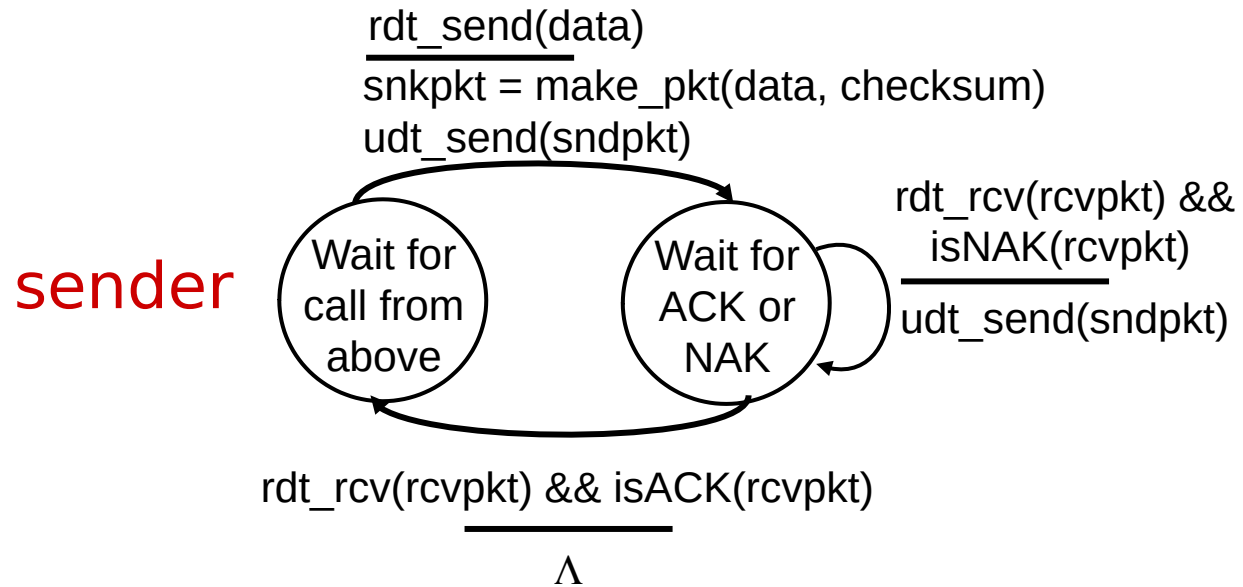 rdt_send(data)
snkpkt = make_pkt(data, checksum)
udt_send(sndpkt)
rdt_rcv(rcvpkt) &&
isNAK(rcvpkt)
udt_send(sndpkt)
sender
Wait for
call from
above
Wait for
ACK or
NAK
rdt_rcv(rcvpkt) && isACK(rcvpkt)
Λ